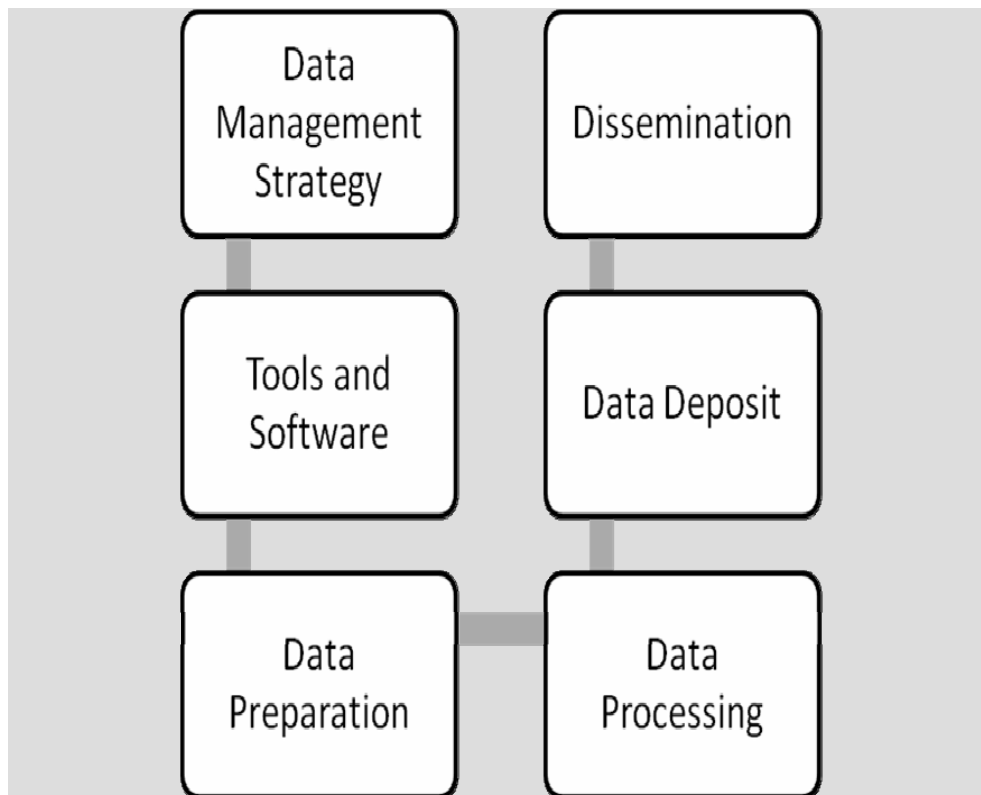 Data
Management
Strategy
Tools and
Software
Data
Preparation
Data
Processing
Data Deposit
Dissemination